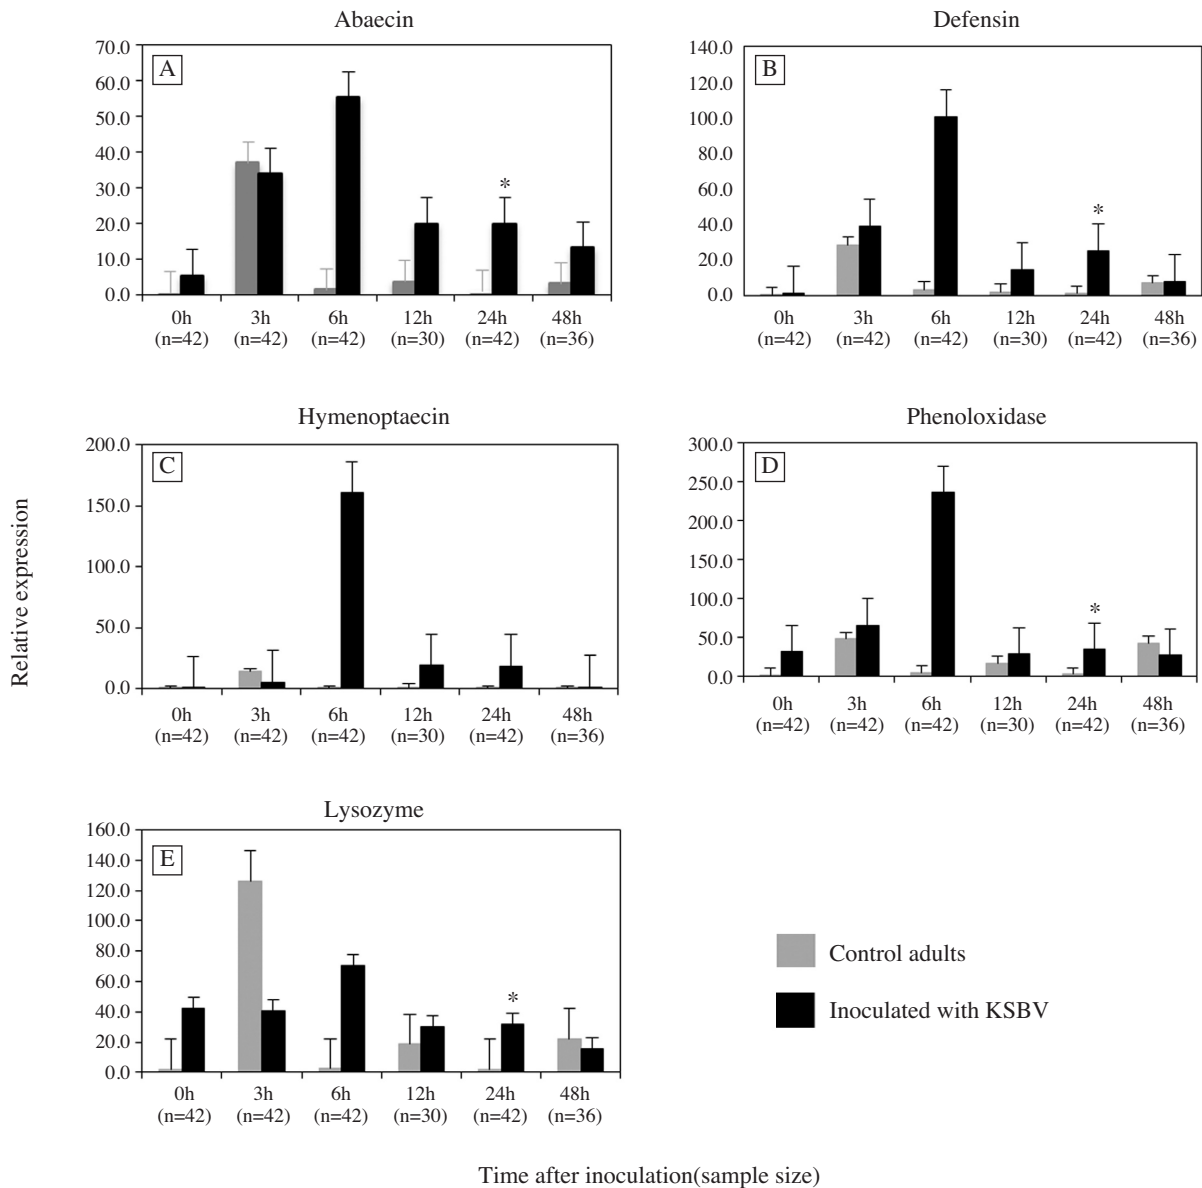 Abaecin
A
70.0
60.0
50.0
40.0
30.0
20.0
10.0
0.0
*
0h 3h 6h 12h 24h 48h
(n=42) (n=42) (n=42) (n=30) (n=42) (n=36)
Defensin
B
140.0
120.0
100.0
80.0
60.0
40.0
20.0
0.0
*
0h 3h 6h 12h 24h 48h
(n=42) (n=42) (n=42) (n=30) (n=42) (n=36)
Relative expression
Hymenoptaecin
C
200.0
150.0
100.0
50.0
0.0
0h 3h 6h 12h 24h 48h
(n=42) (n=42) (n=42) (n=30) (n=42) (n=36)
Phenoloxidase
D
300.0
250.0
200.0
150.0
100.0
50.0
0.0
*
0h 3h 6h 12h 24h 48h
(n=42) (n=42) (n=42) (n=30) (n=42) (n=36)
Lysozyme
E
160.0
140.0
120.0
100.0
80.0
60.0
40.0
20.0
0.0
*
0h 3h 6h 12h 24h 48h
(n=42) (n=42) (n=42) (n=30) (n=42) (n=36)
Control adults
Inoculated with KSBV
Time after inoculation(sample size)